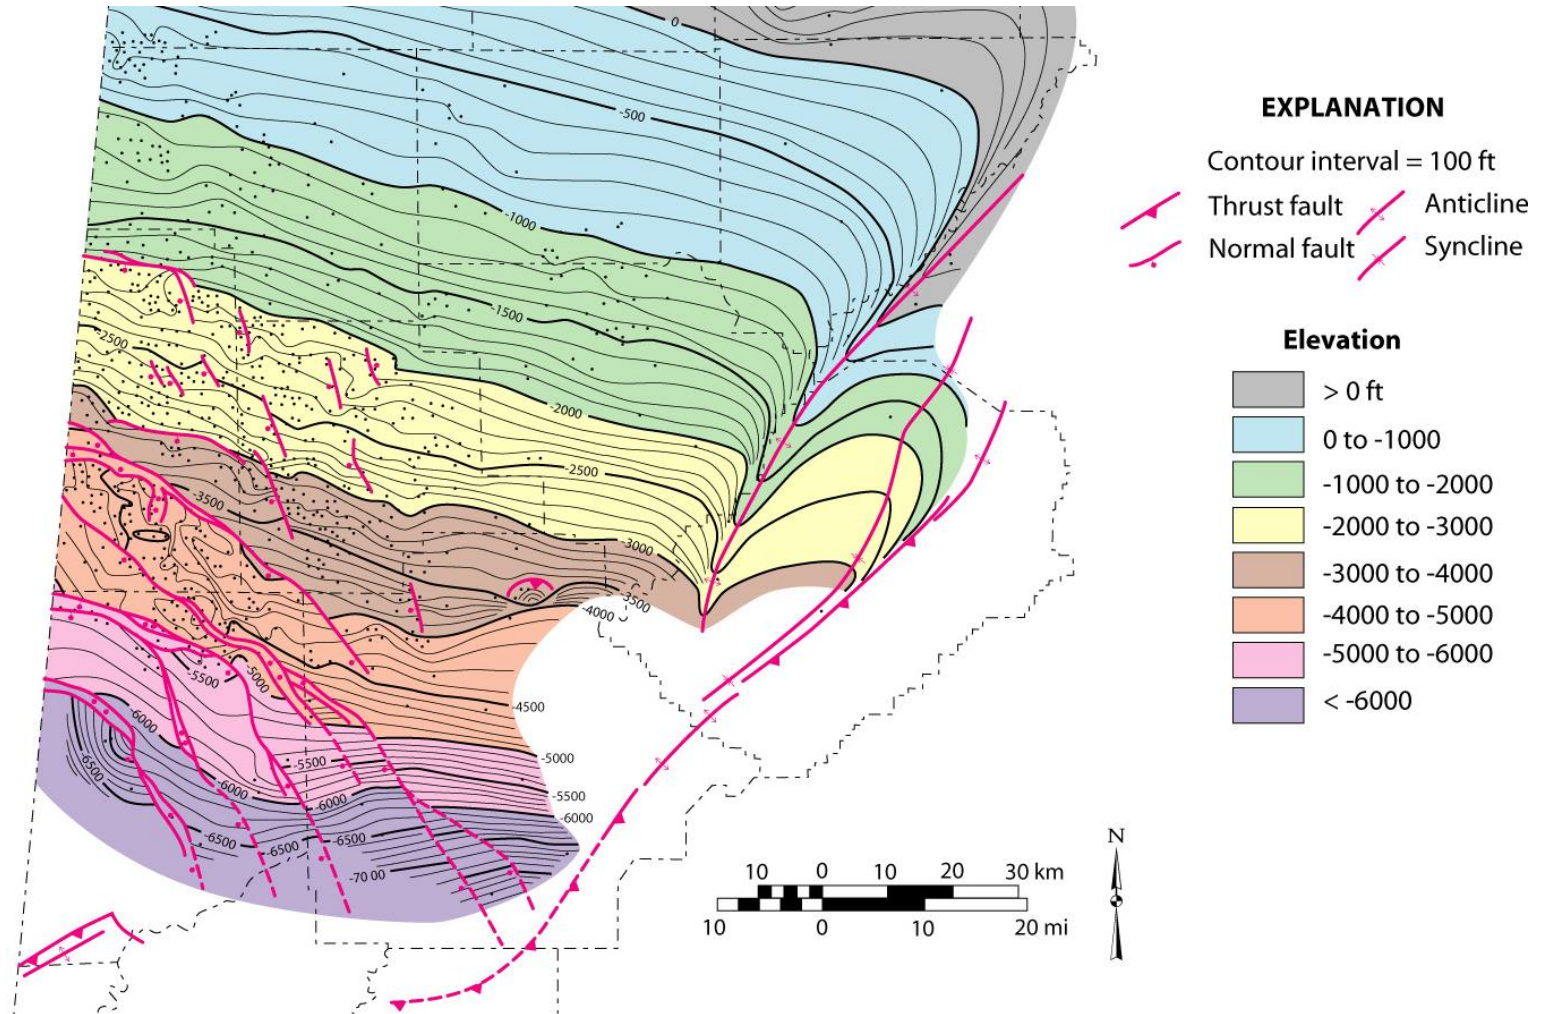 0
-500
-1000
-1500
-2000
-2500
-2500
-3000
-3500
-3500
-4000
-4500
-5000
-5000
-5500
-5500
-5500
-6000
-6000
-6000
-6000
-6500
-6500
-6500
-6500
-70 00
EXPLANATION
Contour interval = 100 ft
Thrust fault
Anticline
Normal fault
Syncline
Elevation
> 0 ft
0 to -1000
-1000 to -2000
-2000 to -3000
-3000 to -4000
-4000 to -5000
-5000 to -6000
< -6000
N
10 0 10 20 30 km
10 0 10 20 mi